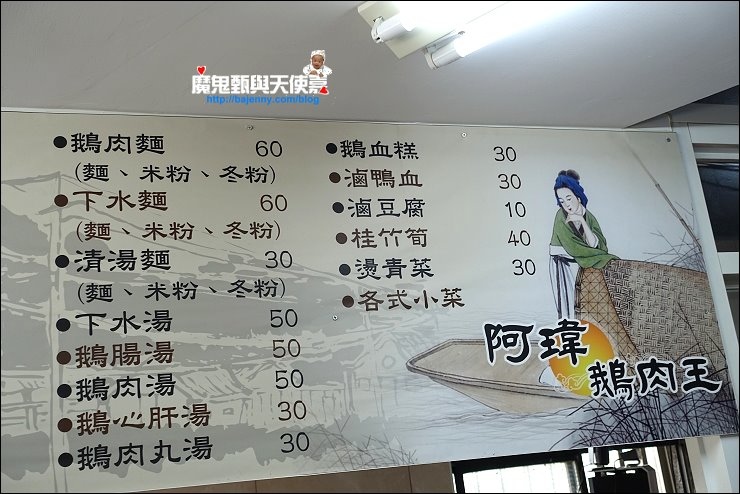 魔鬼甄與天使嘉
http://bajenny.com/blog
●鵝肉麵 60
(麵、米粉、冬粉)
●下水麵 60
(麵、米粉、冬粉)
●清湯麵 30
(麵、米粉、冬粉)
●下水湯 50
●鵝腸湯 50
●鵝肉湯 50
●鵝心肝湯 30
●鵝肉丸湯 30
●鵝血糕 30
●滷鴨血 30
●滷豆腐 10
●桂竹筍 40
●燙青菜 30
●各式小菜
阿瑋
鵝肉王